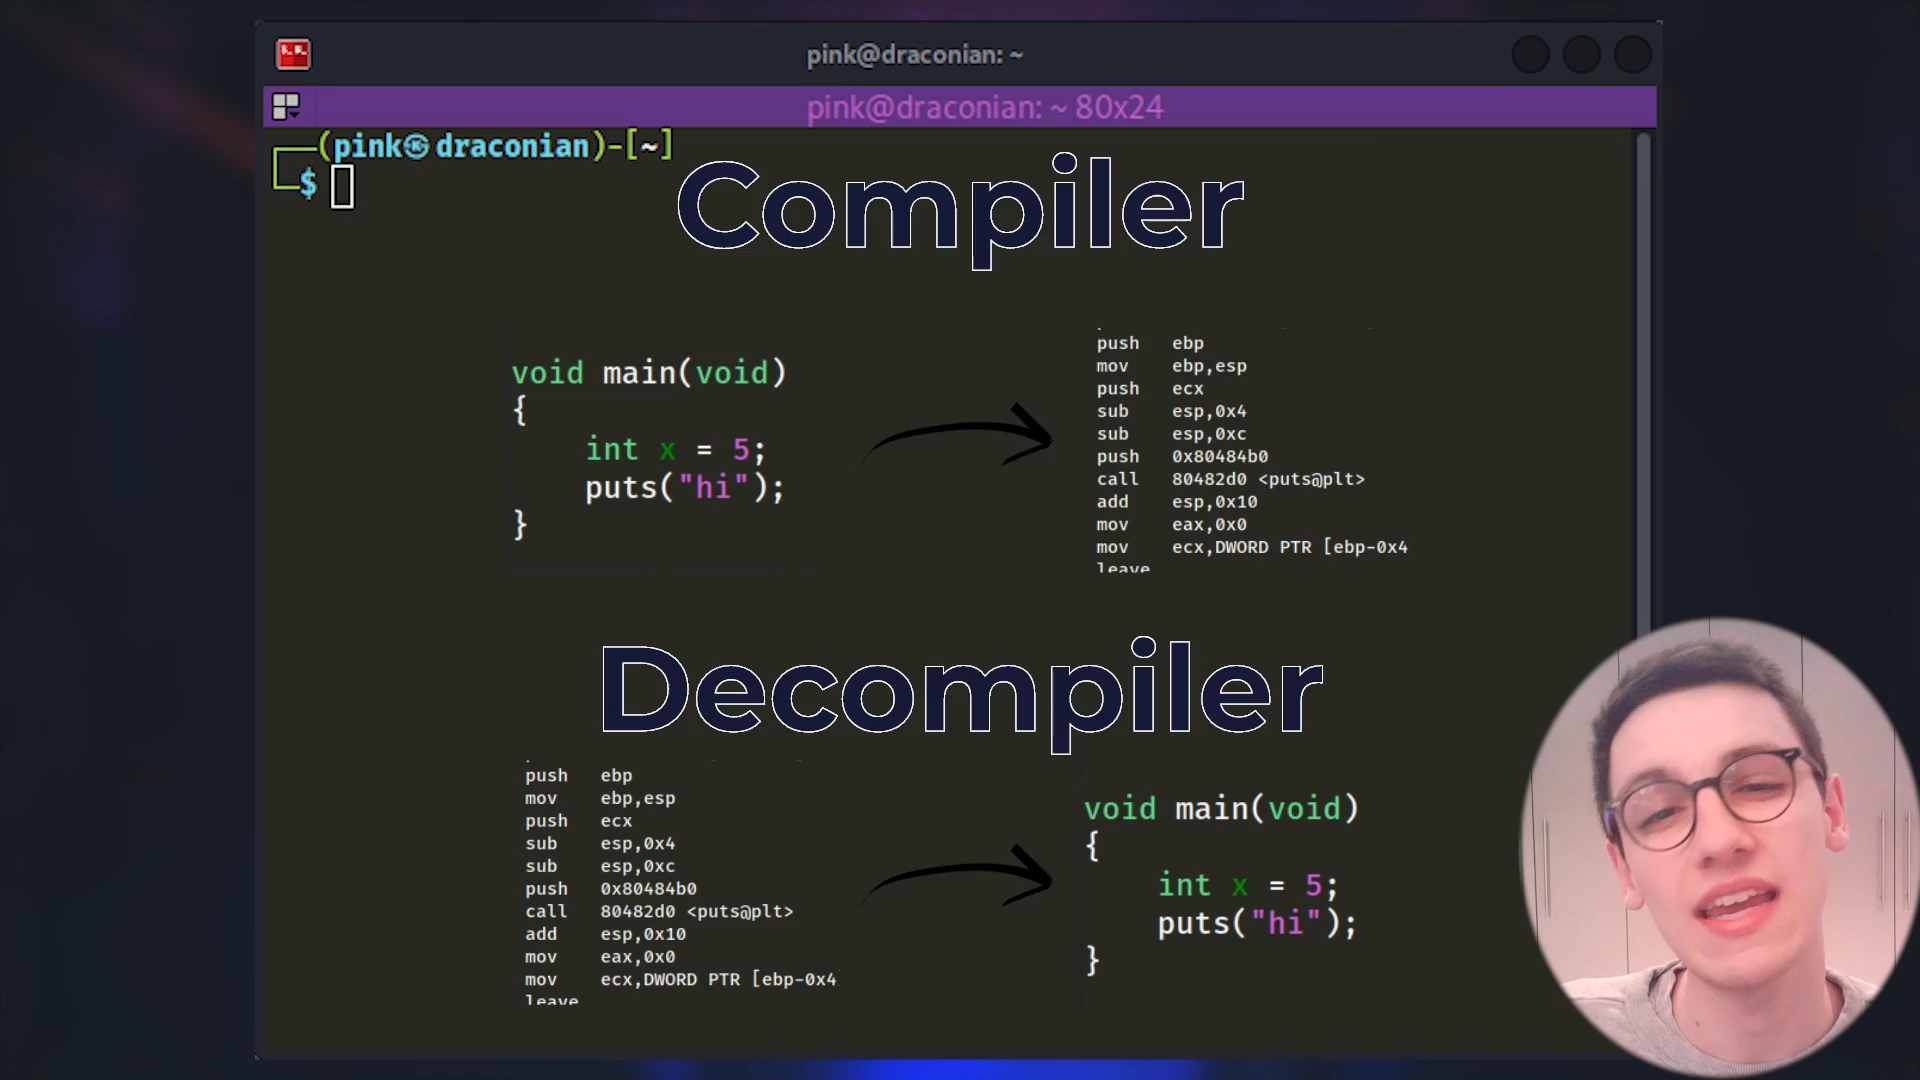 pink@draconian: ~
pink@draconian: ~ 80x24
(pink㉿draconian)-[~]
$
Compiler
void main(void)
{
int x = 5;
puts("hi");
}
push ebp
mov ebp,esp
push ecx
sub esp,0x4
sub esp,0xc
push 0x80484b0
call 80482d0 <puts@plt>
add esp,0x10
mov eax,0x0
mov ecx,DWORD PTR [ebp-0x4
leave
Decompiler
push ebp
mov ebp,esp
push ecx
sub esp,0x4
sub esp,0xc
push 0x80484b0
call 80482d0 <puts@plt>
add esp,0x10
mov eax,0x0
mov ecx,DWORD PTR [ebp-0x4
leave
void main(void)
{
int x = 5;
puts("hi");
}